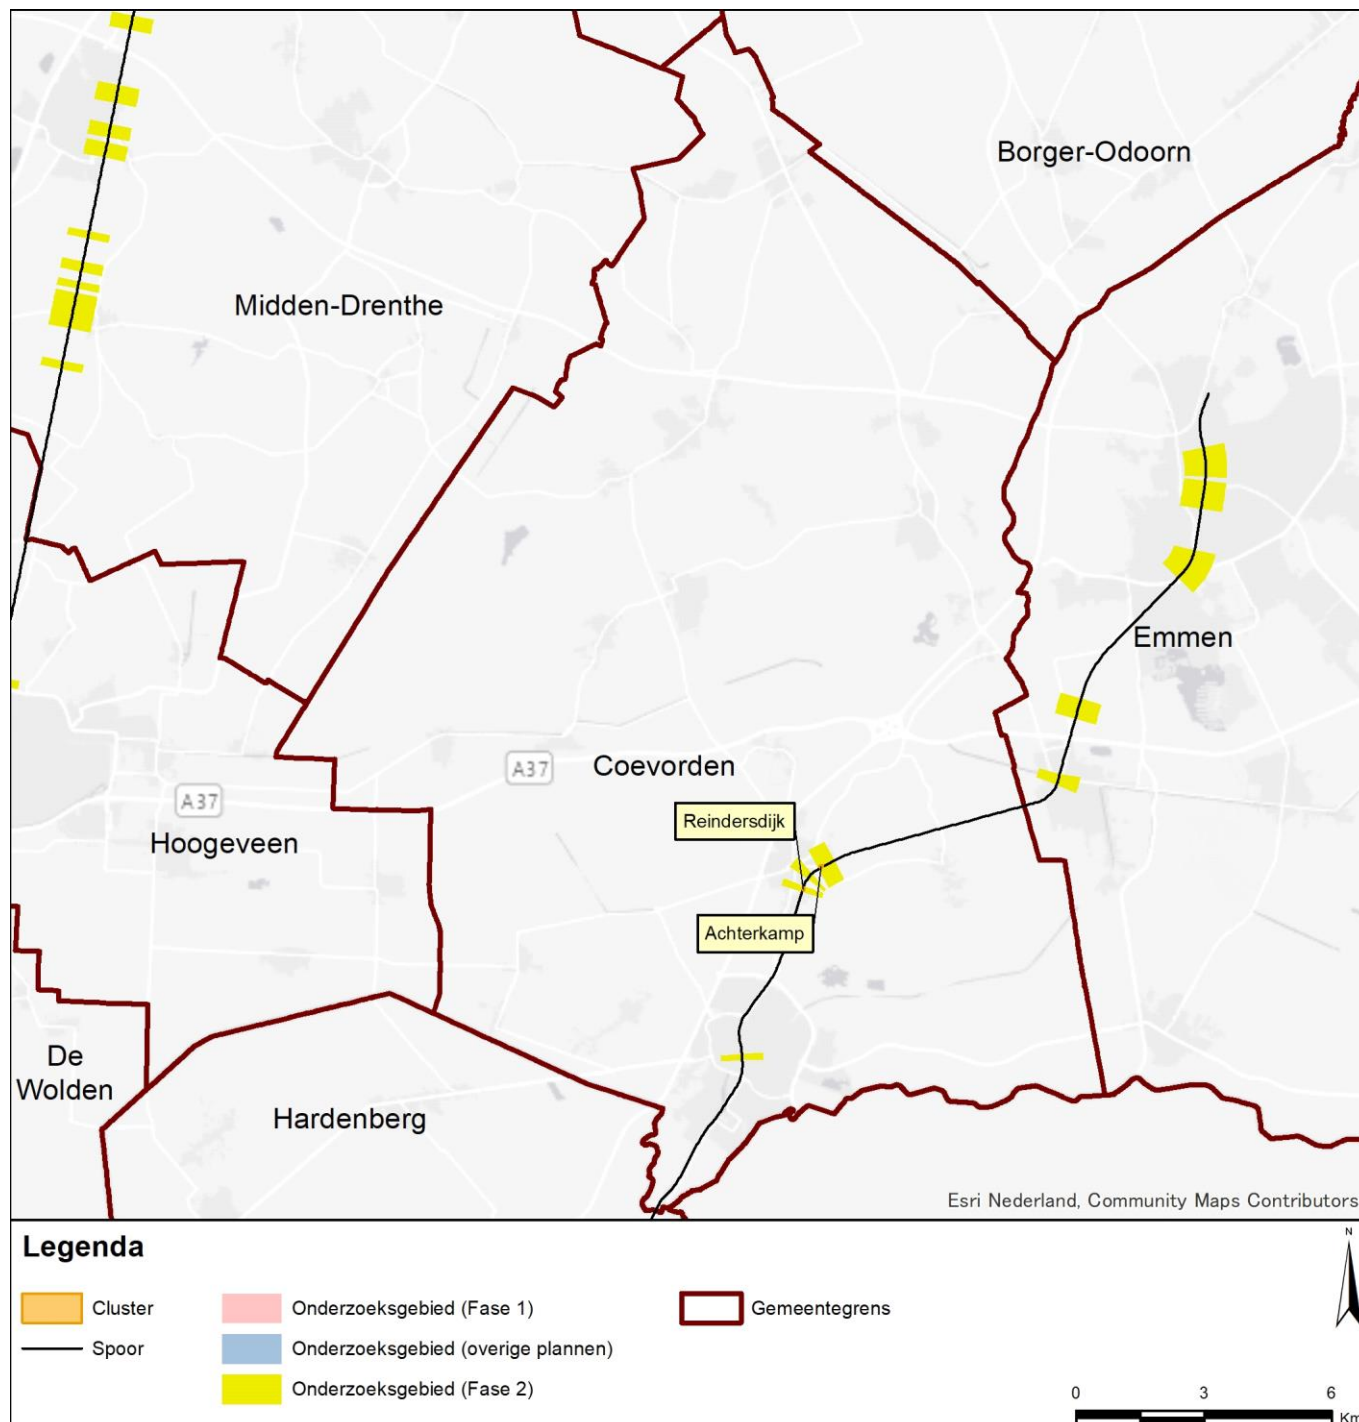 Borger-Odoorn
Midden-Drenthe
Emmen
Coevorden
A37
A37
Reindersdijk
Hoogeveen
Achterkamp
De
Wolden
Hardenberg
Esri Nederland, Community Maps Contributors
Legenda
N
Cluster
Onderzoeksgebied (Fase 1)
Gemeentegrens
Spoor
Onderzoeksgebied (overige plannen)
Onderzoeksgebied (Fase 2)
0 3 6
Km